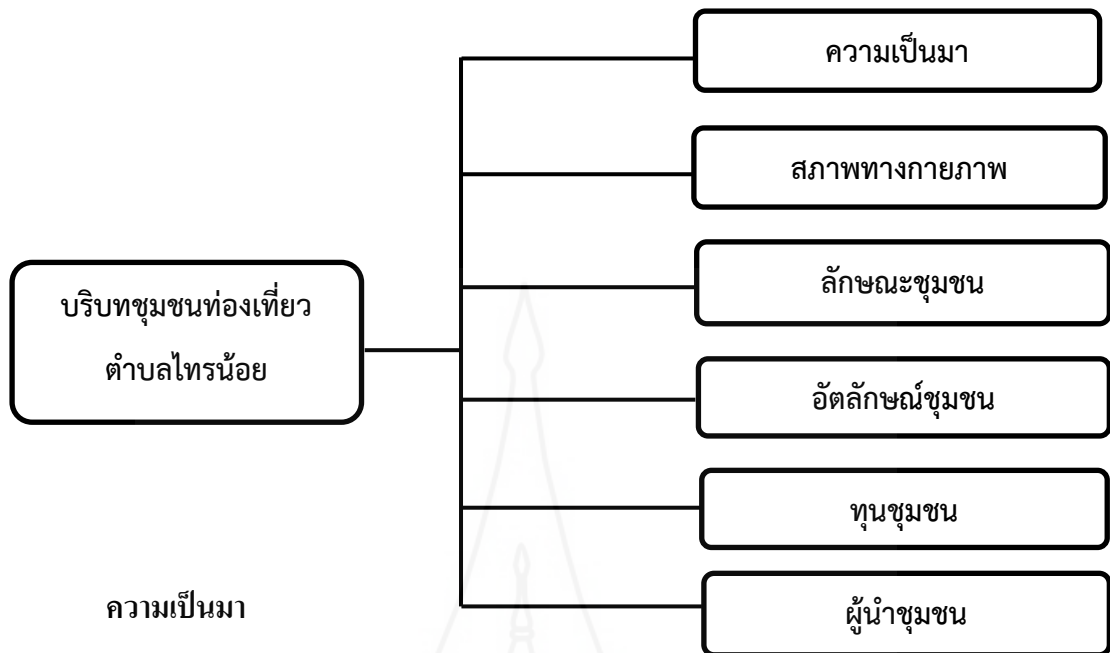 ความเป็นมา
สภาพทางกายภาพ
ลักษณะชุมชน
บริบทชุมชนท่องเที่ยว
ตำบลไทรน้อย
อัตลักษณ์ชุมชน
ทุนชุมชน
ผู้นำชุมชน
ความเป็นมา